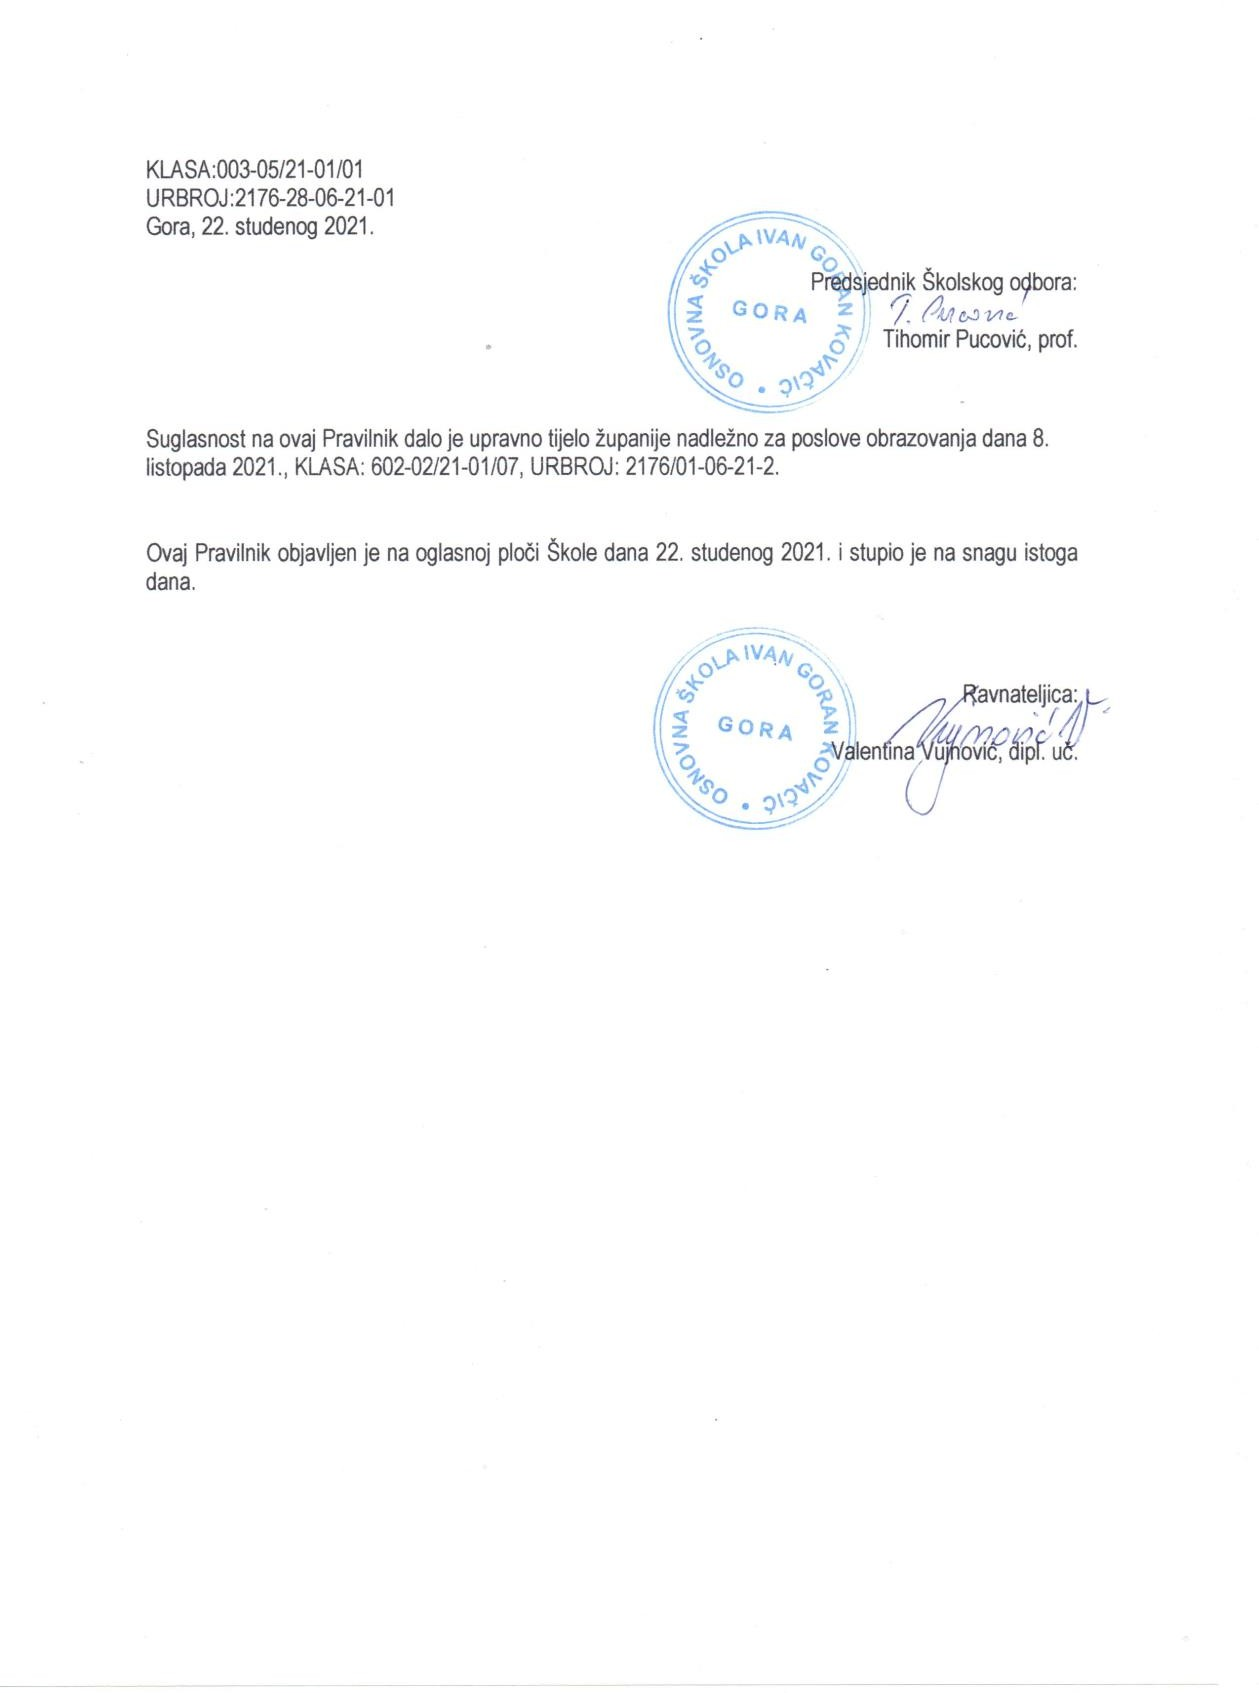 KLASA:003-05/21-01/01
URBROJ:2176-28-06-21-01
Gora, 22. studenog 2021.
OSNOVNA ŠKOLA IVAN GORAN KOVAČIĆ •
GORA
Predsjednik Školskog odbora:
Tihomir Pucović, prof.
Suglasnost na ovaj Pravilnik dalo je upravno tijelo županije nadležno za poslove obrazovanja dana 8.
listopada 2021., KLASA: 602-02/21-01/07, URBROJ: 2176/01-06-21-2.
Ovaj Pravilnik objavljen je na oglasnoj ploči Škole dana 22. studenog 2021. i stupio je na snagu istoga
dana.
OSNOVNA ŠKOLA IVAN GORAN KOVAČIĆ •
GORA
Ravnateljica:
Valentina Vujnović, dipl. uč.